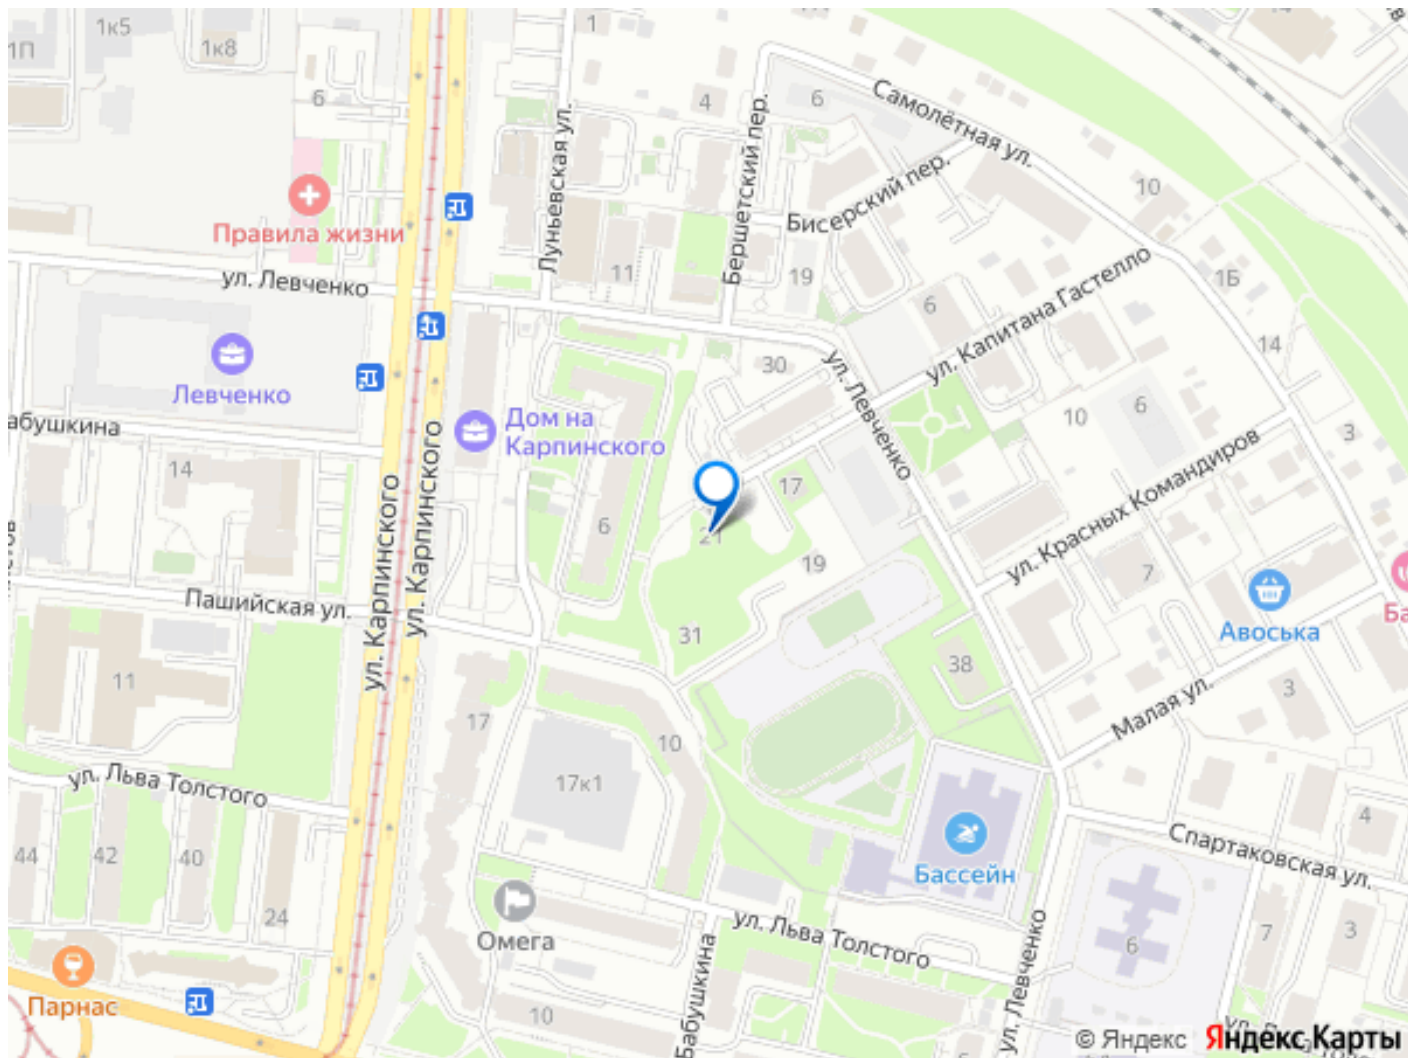 1к5
1П
1к8
1
6
4
6
Самолётная ул.
Луньевская ул.
Бершетский пер.
Бисерский пер.
10
Правила жизни
ул. Левченко
11
19
1Б
6
ул. Капитана Гастелло
14
Левченко
30
ул. Левченко
Дом на
Карпинского
10
6
3
абушкина
14
17
ул. Красных Командиров
ул. Карпинского
ул. Карпинского
6
21
19
7
Авоська
Ба
Пашийская ул.
31
38
11
3
Малая ул.
17
10
ул. Льва Толстого
17к1
4
Спартаковская ул.
44
42
40
Бассейн
24
Омега
ул. Льва Толстого
ул. Левченко
6
7
3
Парнас
10
Бабушкина
© Яндекс
Яндекс Карты